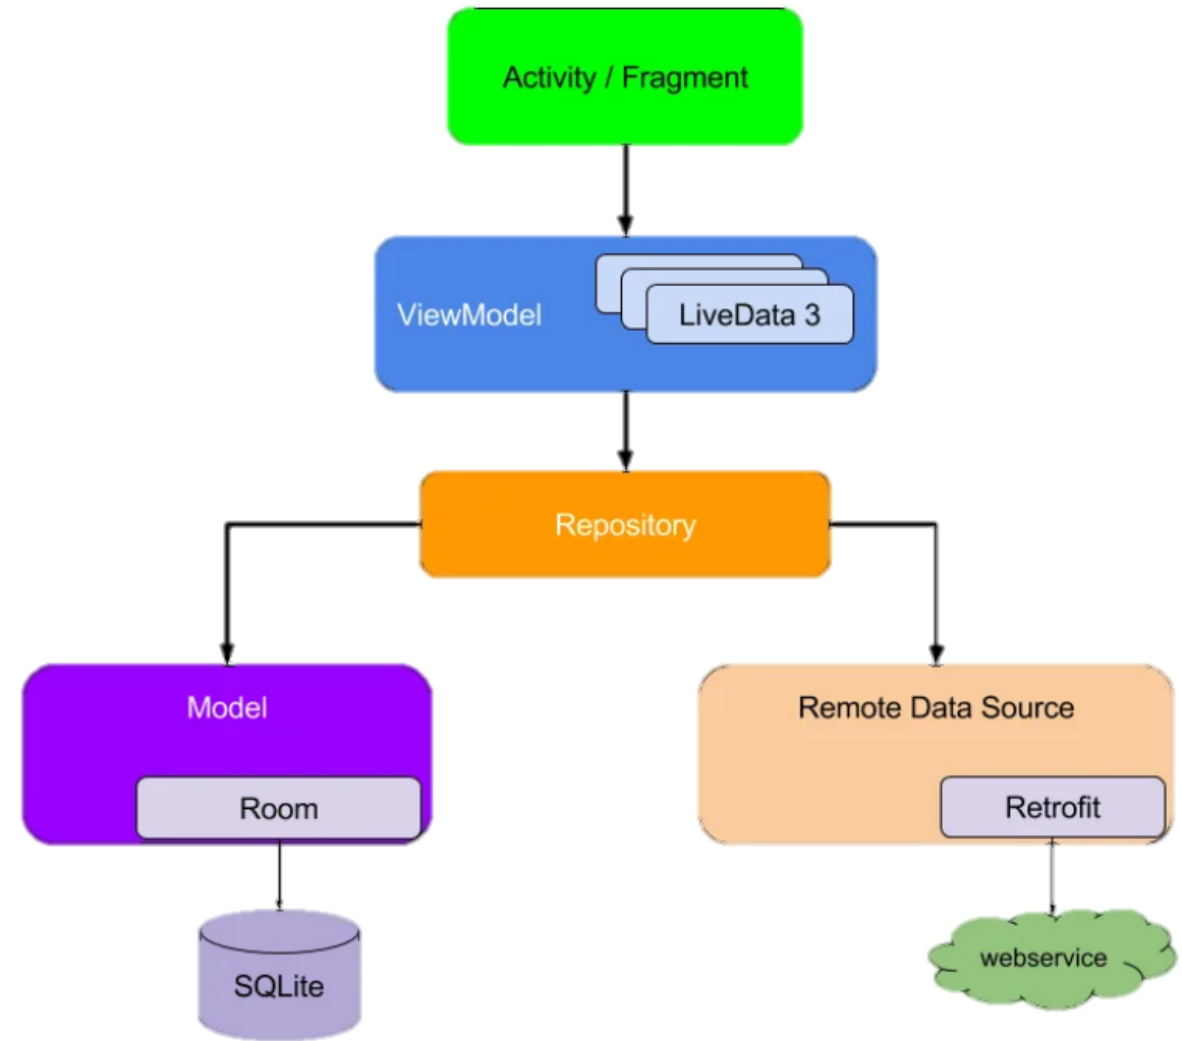 Activity / Fragment
ViewModel
LiveData 3
Repository
Model
Remote Data Source
Room
Retrofit
SQLite
webservice